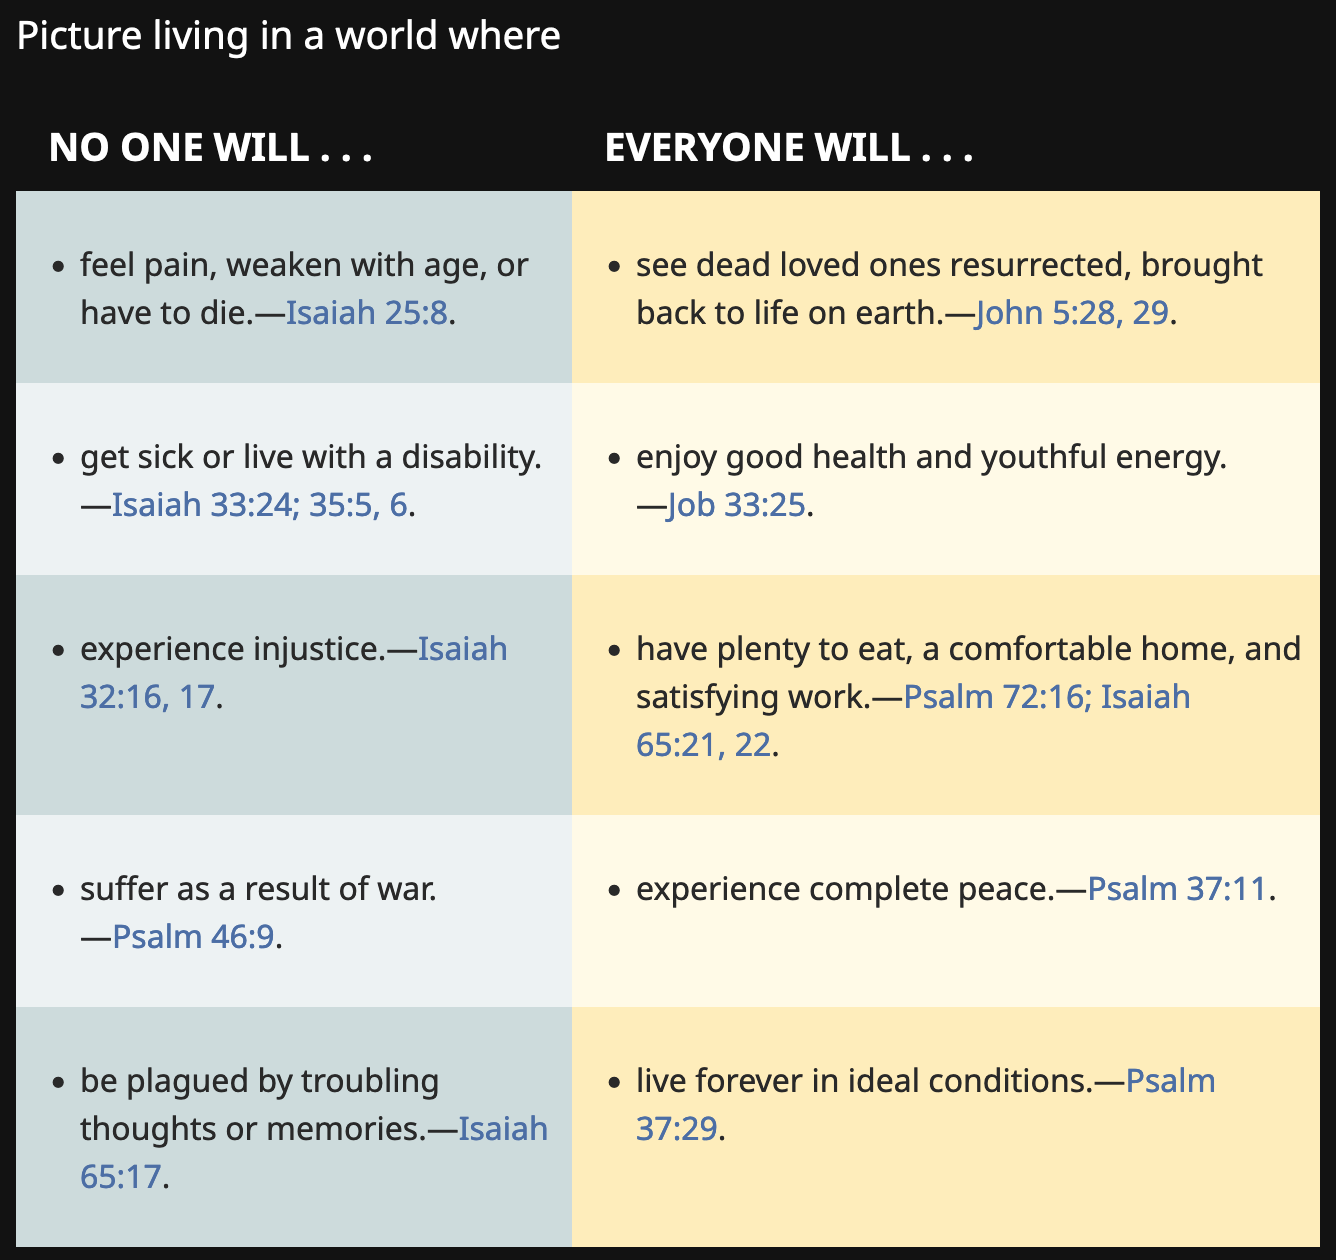 Picture living in a world where
NO ONE WILL . . .
EVERYONE WILL . . .
• feel pain, weaken with age, or
have to die.—Isaiah 25:8.
• see dead loved ones resurrected, brought
back to life on earth.—John 5:28, 29.
• get sick or live with a disability.
—Isaiah 33:24; 35:5, 6.
• enjoy good health and youthful energy.
—Job 33:25.
• experience injustice.—Isaiah
32:16, 17.
• have plenty to eat, a comfortable home, and
satisfying work.—Psalm 72:16; Isaiah
65:21, 22.
• suffer as a result of war.
—Psalm 46:9.
• experience complete peace.—Psalm 37:11.
• be plagued by troubling
thoughts or memories.—Isaiah
65:17.
• live forever in ideal conditions.—Psalm
37:29.